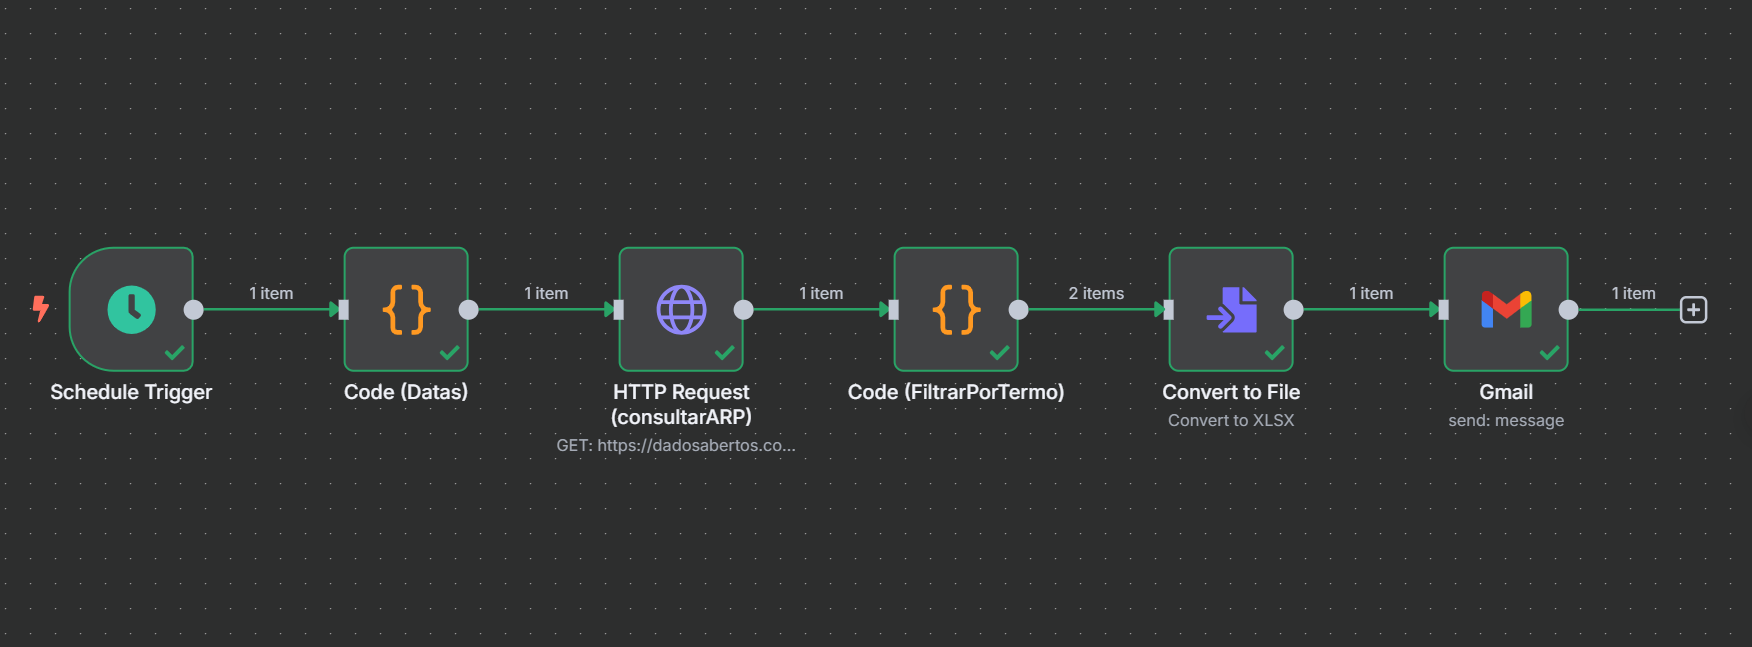 1 item
1 item
1 item
2 items
1 item
1 item
Schedule Trigger
Code (Datas)
HTTP Request
(consultarARP)
GET: https://dadosabertos.co...
Code (FiltrarPorTermo)
Convert to File
Convert to XLSX
Gmail
send: message